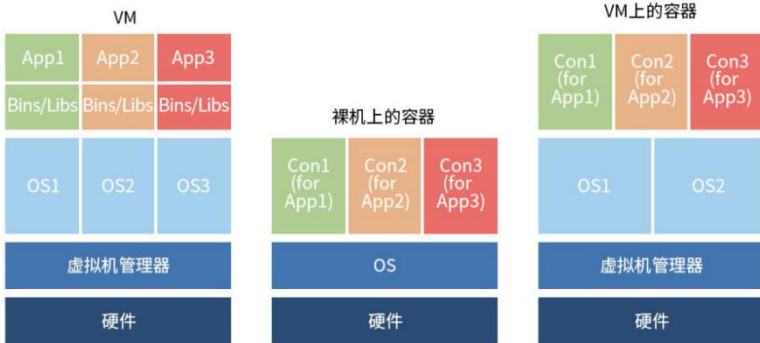 VM
App1 App2 App3
Bins/Libs Bins/Libs Bins/Libs
OS1 OS2 OS3
虚拟机管理器
硬件
裸机上的容器
Con1 Con2 Con3
(for (for (for
App1) App2) App3)
OS
硬件
VM上的容器
Con1 Con2 Con3
(for (for (for
App1) App2) App3)
OS1 OS2
虚拟机管理器
硬件